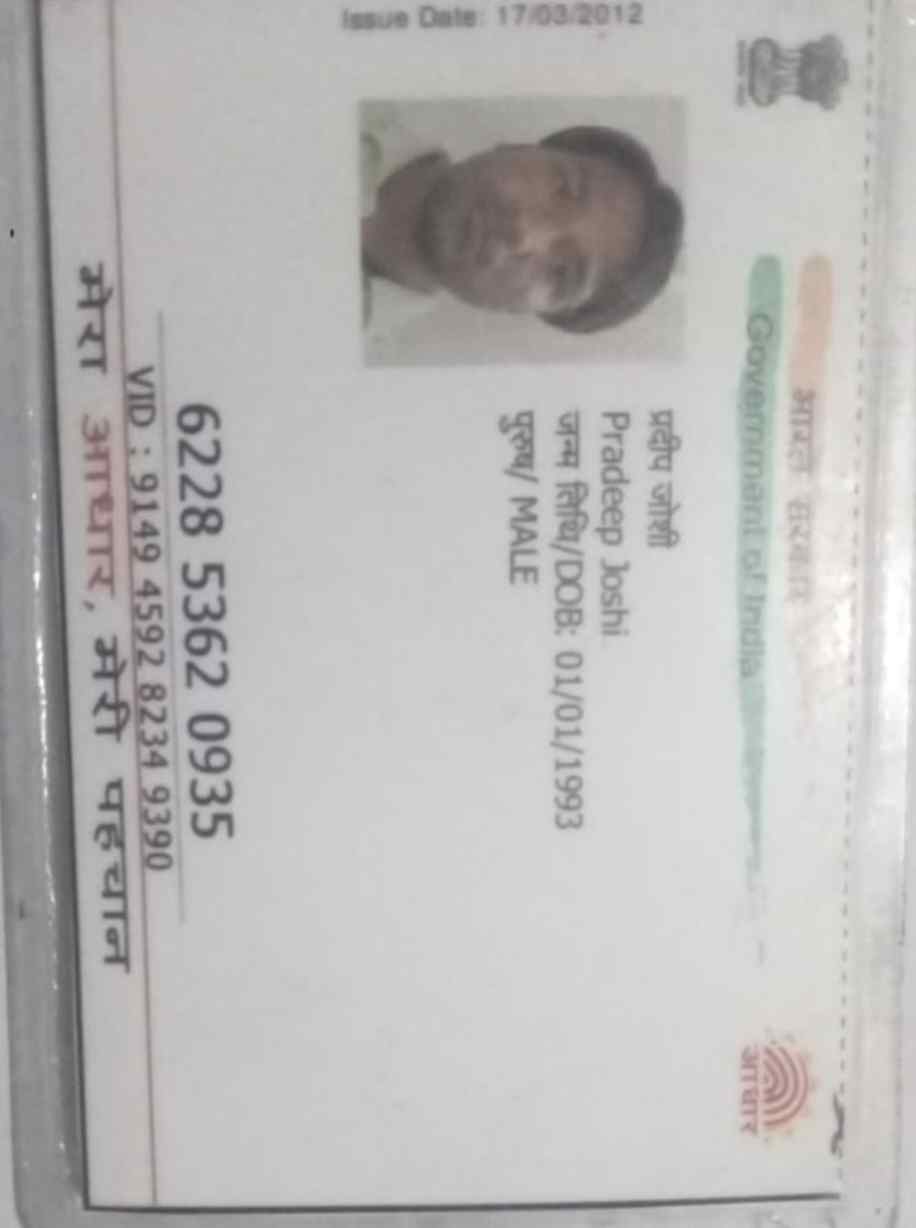 भारत सरकार
Government of India
Issue Date: 17/03/2012
प्रदीप जोशी
Pradeep Joshi
जन्म तिथि/DOB: 01/01/1993
पुरुष/ MALE
6228 5362 0935
VID : 9149 4592 8234 9390
मेरा आधार, मेरी पहचान
आधार